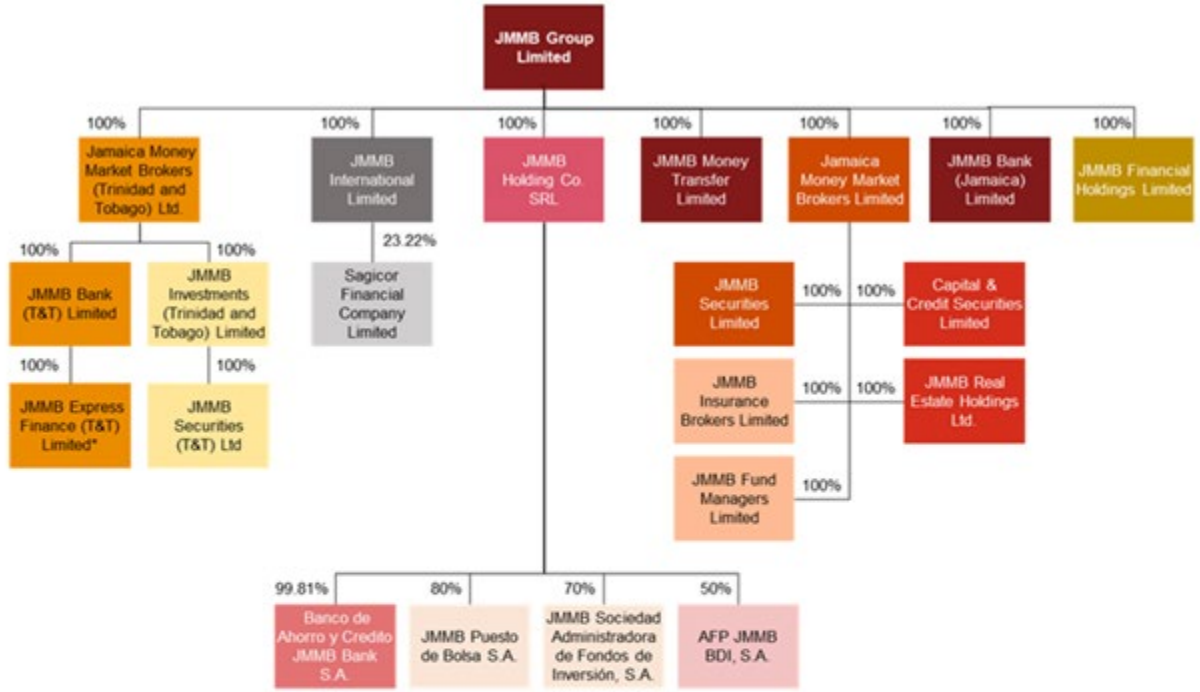 JMMB Group
Limited
100%
100%
100%
100%
100%
100%
100%
Jamaica Money
Market Brokers
(Trinidad and
Tobago) Ltd.
JMMB
International
Limited
JMMB
Holding Co.
SRL
JMMB Money
Transfer
Limited
Jamaica
Money Market
Brokers Limited
JMMB Bank
(Jamaica)
Limited
JMMB Financial
Holdings Limited
100%
100%
23.22%
JMMB Bank
(T&T) Limited
JMMB
Investments
(Trinidad and
Tobago) Limited
Sagicor
Financial
Company
Limited
JMMB
Securities
Limited
100%
100%
Capital &
Credit Securities
Limited
100%
100%
JMMB Express
Finance (T&T)
Limited*
JMMB
Securities
(T&T) Ltd
JMMB
Insurance
Brokers Limited
100%
100%
JMMB Real
Estate Holdings
Ltd.
JMMB Fund
Managers
Limited
100%
99.81%
80%
70%
50%
Banco de
Ahorro y Credito
JMMB Bank
S.A.
JMMB Puesto
de Bolsa S.A.
JMMB Sociedad
Administradora
de Fondos de
Inversión, S.A.
AFP JMMB
BDI, S.A.